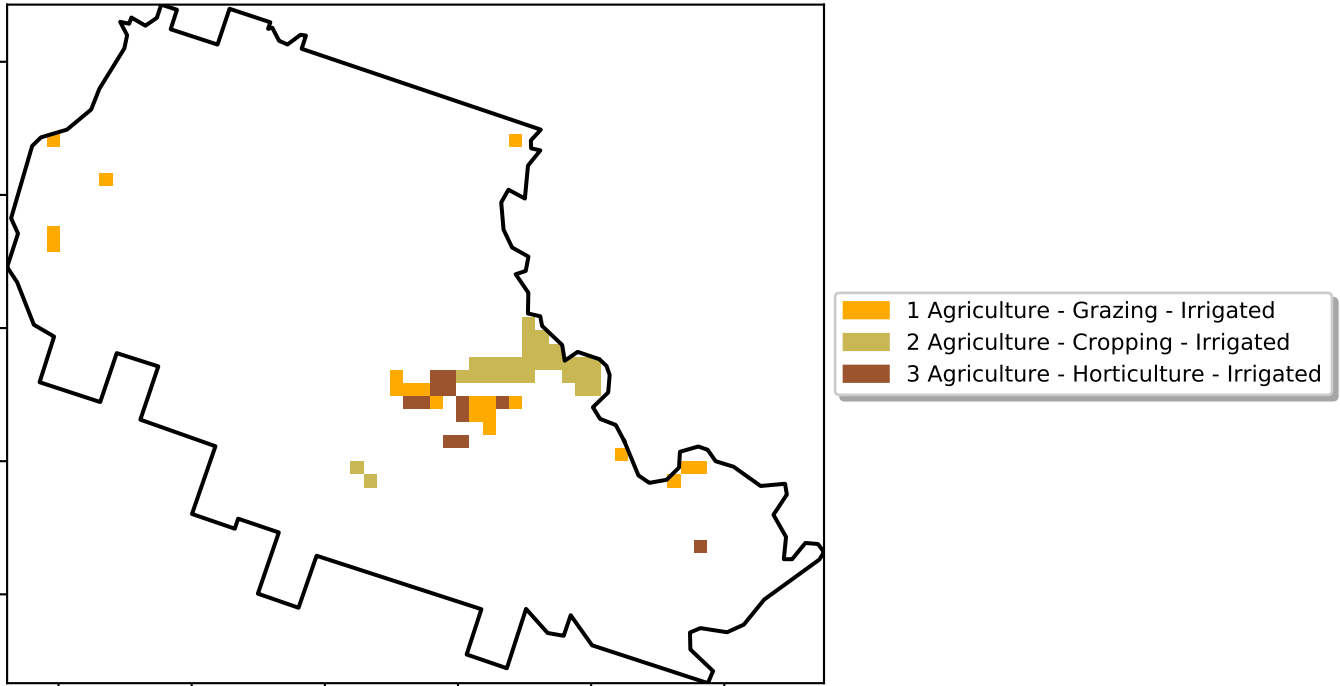 1 Agriculture - Grazing - Irrigated
2 Agriculture - Cropping - Irrigated
3 Agriculture - Horticulture - Irrigated